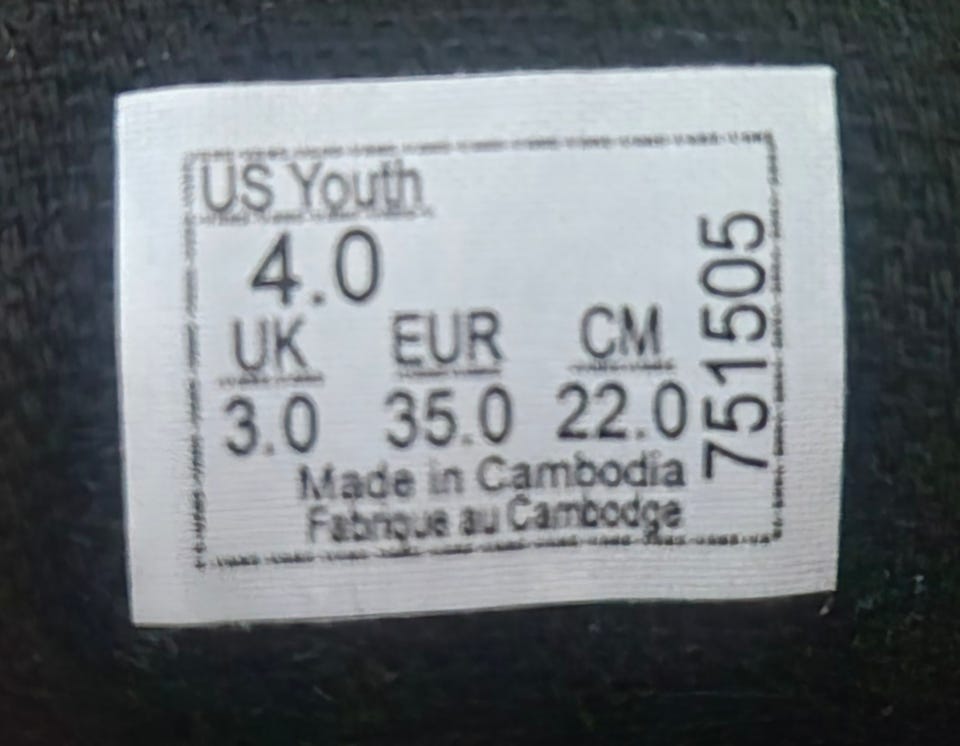 US Youth
4.0
UK EUR CM
3.0 35.0 22.0
Made in Cambodia
Fabrique au Cambodge
751505